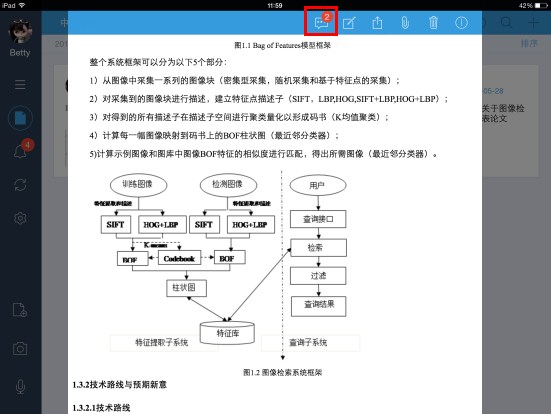 iPad
11:59
42%
中
2
Betty
201
排序
图1.1 Bag of Features模型框架
整个系统框架可以分为以下5个部分：
1）从图像中采集一系列的图像块（密集型采集，随机采集和基于特征点的采集）；
2）对采集到的图像块进行描述，建立特征点描述子（SIFT，LBP,HOG,SIFT+LBP,HOG+LBP）；
3）对得到的所有描述子在描述子空间进行聚类量化以形成码书（K均值聚类）；
4）计算每一幅图像映射到码书上的BOF柱状图（最近邻分类器）；
5)计算示例图像和图库中图像BOF特征的相似度进行匹配，得出所需图像（最近邻分类器）。
05-28
关于图像检
表论文
4
训练图像
检测图像
用户
特征提取和描述
特征提取和描述
SIFT
HOG+LBP
SIFT
HOG+LBP
查询接口
K-means
BOF
Codebook
BOF
检索
柱状图
过滤
特征库
查询结果
特征提取子系统
查询子系统
图1.2 图像检索系统框架
1.3.2技术路线与预期新意
1.3.2.1技术路线